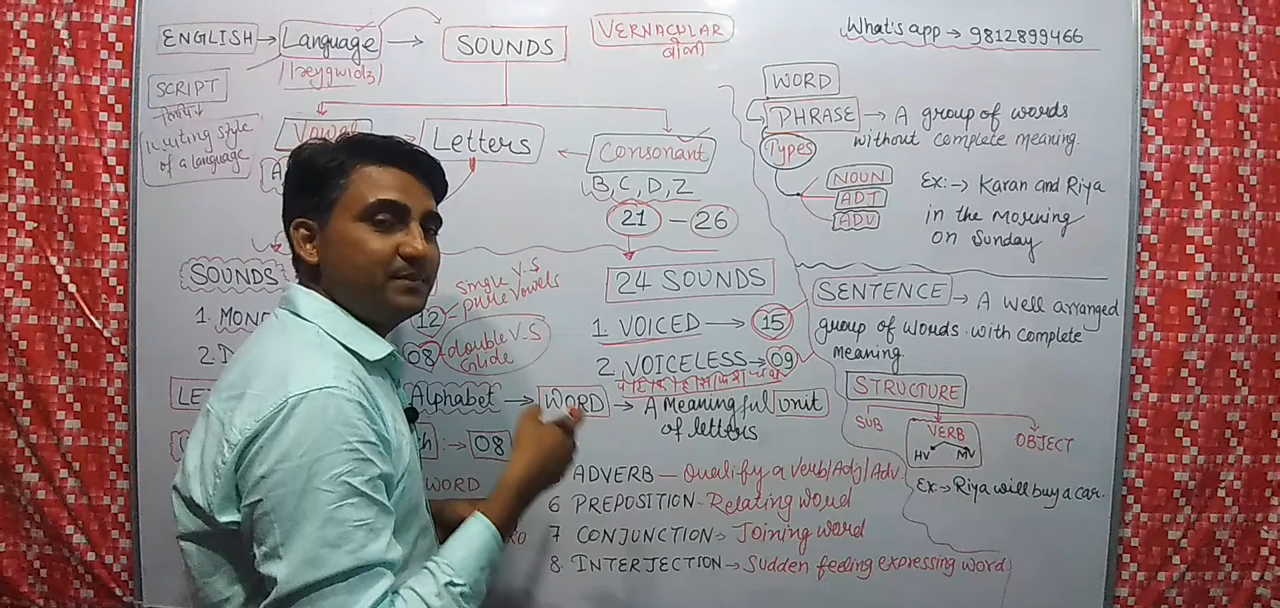 ENGLISH → Language → SOUNDS
VERNACULAR
बोली
What's app → 9812899466
SCRIPT
लिपि
Writing style
of a language
Vowel
Letters
Consonant
B, C, D, Z
21 - 26
WORD
PHRASE → A group of words
without complete meaning.
Types
NOUN
ADJ
ADV
Ex:→ Karan and Riya
in the Morning
on Sunday
SOUNDS
1. MONO
2. D
12 - single V.S
pure vowels
08 - double V.S
Glide
24 SOUNDS
1. VOICED → 15
2. VOICELESS → 09
SENTENCE → A well arranged
group of words with complete
meaning.
STRUCTURE
SUB
VERB
OBJECT
HV
MV
Ex:→ Riya will buy a car.
Alphabet → WORD → A Meaningful unit
of letters
:→ 08
WORD
ADVERB — Qualify a verb/Adj/Adv.
6 PREPOSITION - Relating word
7 CONJUNCTION → Joining word
8. INTERJECTION → Sudden feeling expressing word